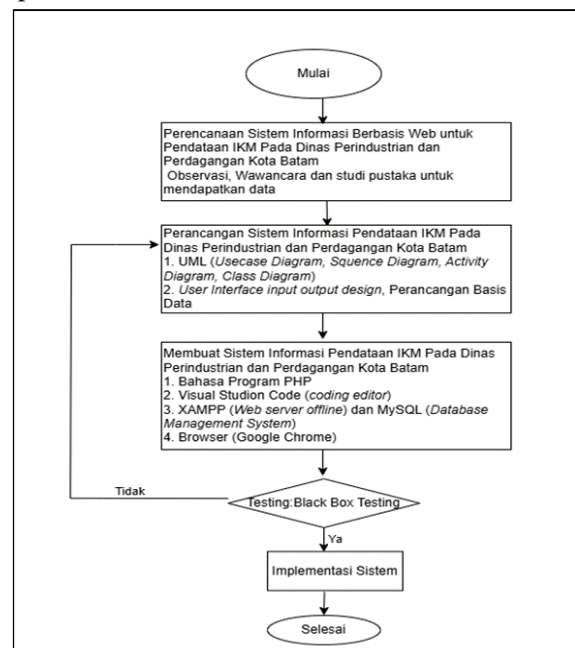 Mulai
Perencanaan Sistem Informasi Berbasis Web untuk
Pendataan IKM Pada Dinas Perindustrian dan
Perdagangan Kota Batam
Observasi, Wawancara dan studi pustaka untuk
mendapatkan data
Perancangan Sistem Informasi Pendataan IKM Pada
Dinas Perindustrian dan Perdagangan Kota Batam
1. UML (Usecase Diagram, Squence Diagram, Activity
Diagram, Class Diagram)
2. User Interface input output design, Perancangan Basis
Data
Membuat Sistem Informasi Pendataan IKM Pada Dinas
Perindustrian dan Perdagangan Kota Batam
1. Bahasa Program PHP
2. Visual Studion Code (coding editor)
3. XAMPP (Web server offline) dan MySQL (Database
Management System)
4. Browser (Google Chrome)
Tidak
Testing:Black Box Testing
Ya
Implementasi Sistem
Selesai